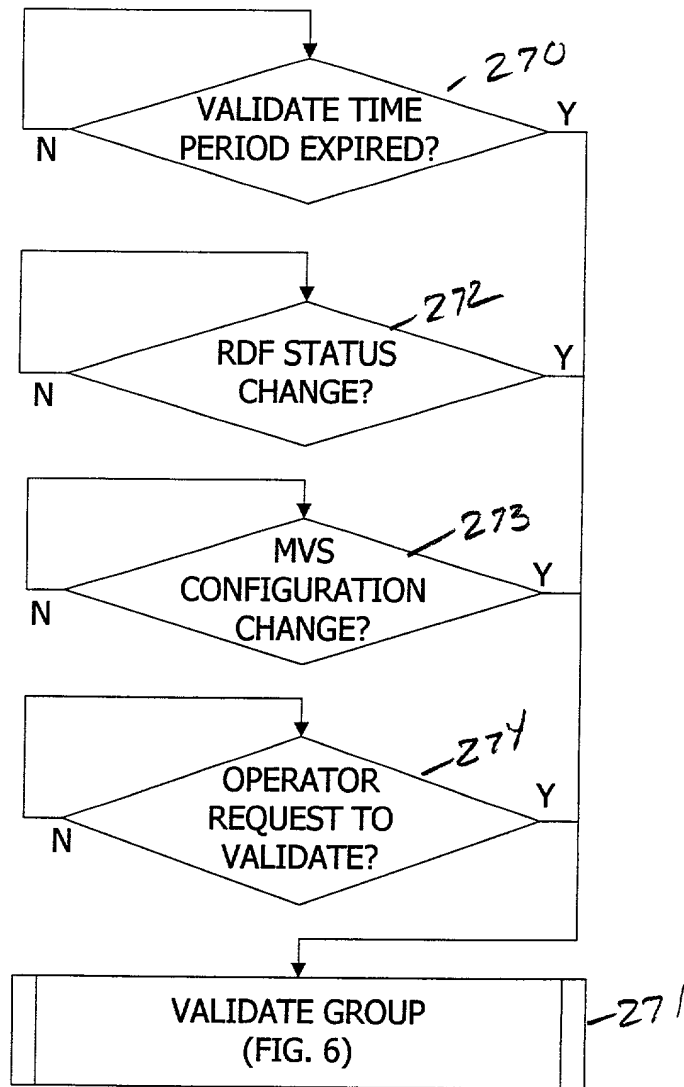 270
VALIDATE TIME
PERIOD EXPIRED?
N
Y
272
RDF STATUS
CHANGE?
N
Y
273
MVS
CONFIGURATION
CHANGE?
N
Y
274
OPERATOR
REQUEST TO
VALIDATE?
N
Y
VALIDATE GROUP
(FIG. 6)
271